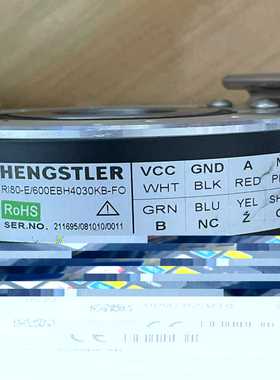 HENGSTLER
RI80-E/600EBH4030KB-FO
RoHS
SER.NO. 211695/081010/0011
VCC GND A
WHT BLK RED
GRN BLU YEL SH
B NC Z